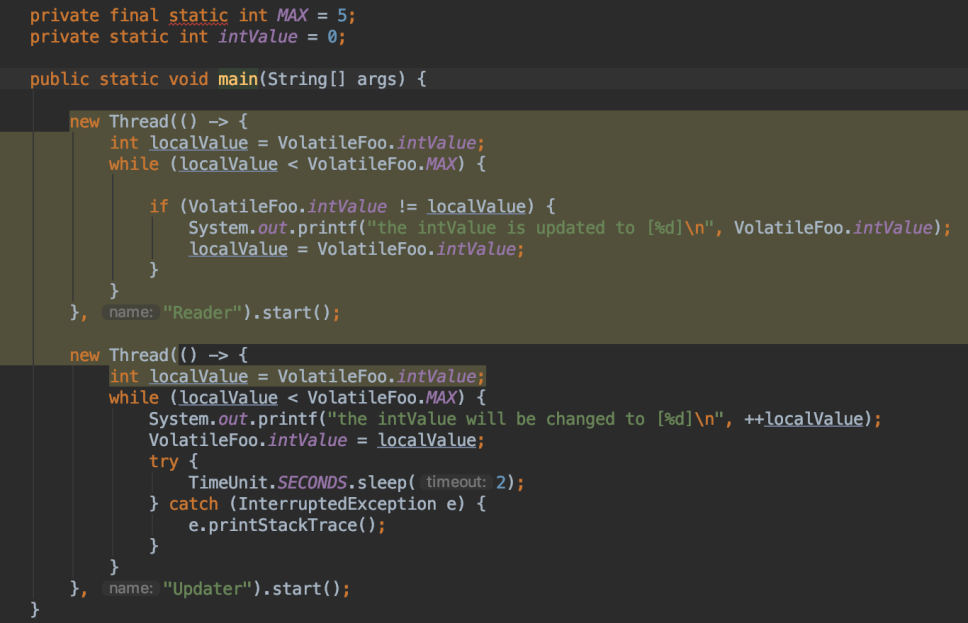 private final static int MAX = 5;
private static int intValue = 0;
public static void main(String[] args) {
new Thread(() -> {
int localValue = VolatileFoo.intValue;
while (localValue < VolatileFoo.MAX) {
if (VolatileFoo.intValue != localValue) {
System.out.printf("the intValue is updated to [%d]\n", VolatileFoo.intValue);
localValue = VolatileFoo.intValue;
}
}
}, name: "Reader").start();
new Thread(() -> {
int localValue = VolatileFoo.intValue;
while (localValue < VolatileFoo.MAX) {
System.out.printf("the intValue will be changed to [%d]\n", ++localValue);
VolatileFoo.intValue = localValue;
try {
TimeUnit.SECONDS.sleep( timeout: 2);
} catch (InterruptedException e) {
e.printStackTrace();
}
}
}, name: "Updater").start();
}